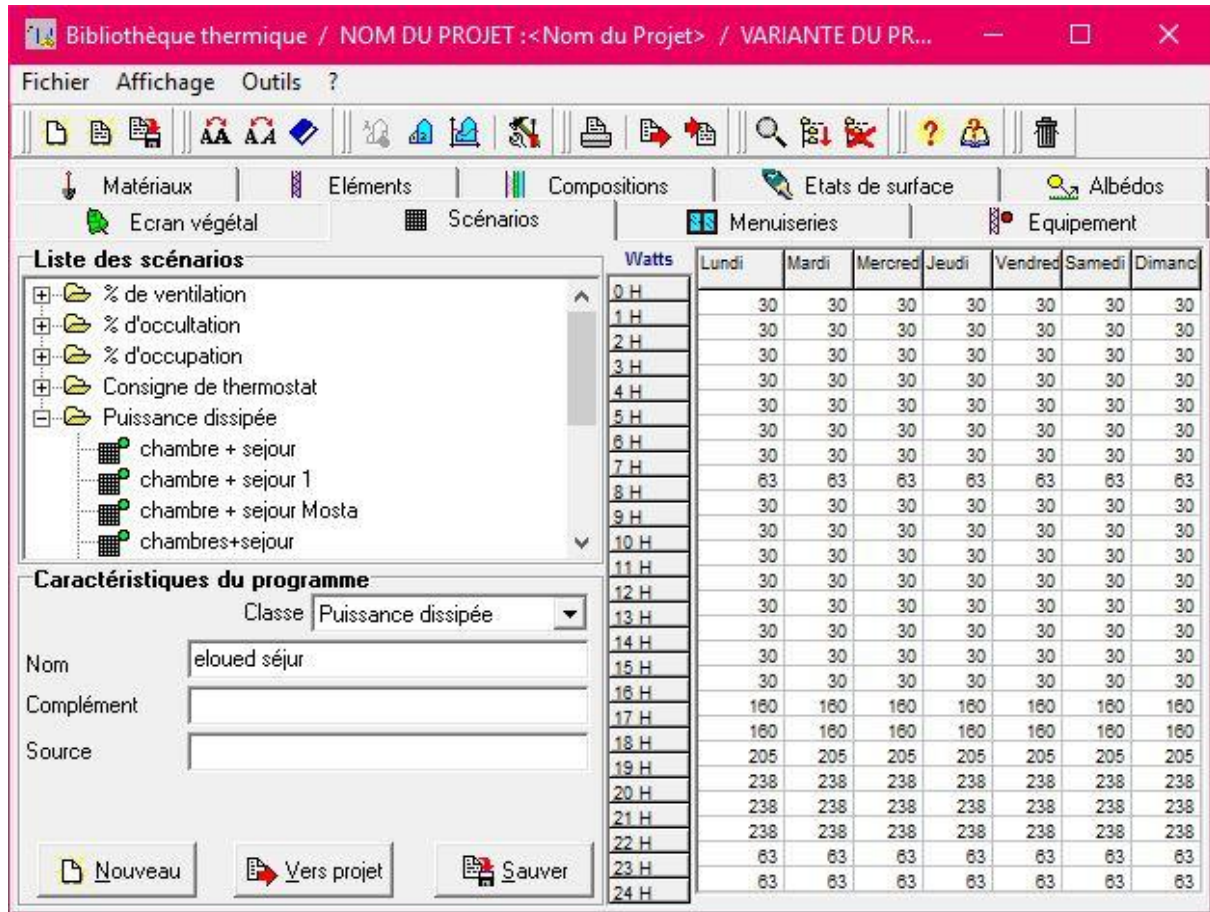 Bibliothèque thermique / NOM DU PROJET :<Nom du Projet> / VARIANTE DU PR...
Fichier Affichage Outils ?
Matériaux Eléments Compositions Etats de surface Albédos
Ecran végétal Scénarios Menuiseries Equipement
Liste des scénarios
% de ventilation
% d'occultation
% d'occupation
Consigne de thermostat
Puissance dissipée
chambre + sejour
chambre + sejour 1
chambre + sejour Mosta
chambres+sejour
Caractéristiques du programme
Classe Puissance dissipée
Nom eloued séjur
Complément
Source
Nouveau Vers projet Sauver
Watts Lundi Mardi Mercred Jeudi Vendred Samedi Dimanc
0 H
30 30 30 30 30 30 30
1 H
30 30 30 30 30 30 30
2 H
30 30 30 30 30 30 30
3 H
30 30 30 30 30 30 30
4 H
30 30 30 30 30 30 30
5 H
30 30 30 30 30 30 30
6 H
30 30 30 30 30 30 30
7 H
63 63 63 63 63 63 63
8 H
30 30 30 30 30 30 30
9 H
30 30 30 30 30 30 30
10 H
30 30 30 30 30 30 30
11 H
30 30 30 30 30 30 30
12 H
30 30 30 30 30 30 30
13 H
30 30 30 30 30 30 30
14 H
30 30 30 30 30 30 30
15 H
30 30 30 30 30 30 30
16 H
160 160 160 160 160 160 160
17 H
160 160 160 160 160 160 160
18 H
205 205 205 205 205 205 205
19 H
238 238 238 238 238 238 238
20 H
238 238 238 238 238 238 238
21 H
238 238 238 238 238 238 238
22 H
63 63 63 63 63 63 63
23 H
63 63 63 63 63 63 63
24 H